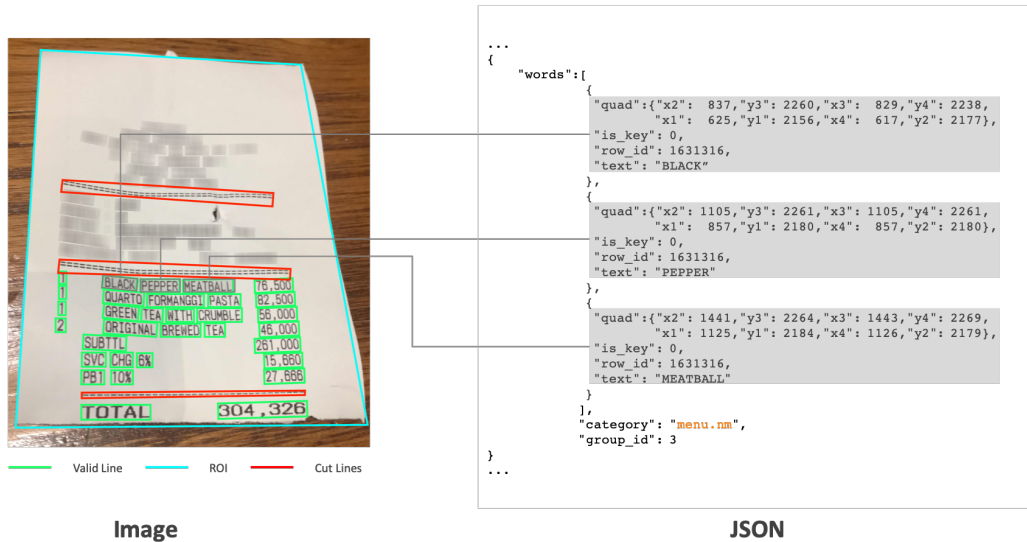 1 BLACK PEPPER MEATBALL 76,500
1 QUARTO FORMANGGI PASTA 82,500
1 GREEN TEA WITH CRUMBLE 56,000
2 ORIGINAL BREWED TEA 46,000
SUBTTL 261,000
SVC CHG 6% 15,660
PB1 10% 27,666
TOTAL 304,326
Valid Line ROI Cut Lines
Image
...
{
"words":[
{
"quad":{"x2": 837,"y3": 2260,"x3": 829,"y4": 2238,
"x1": 625,"y1": 2156,"x4": 617,"y2": 2177},
"is_key": 0,
"row_id": 1631316,
"text": "BLACK”
},
{
"quad":{"x2": 1105,"y3": 2261,"x3": 1105,"y4": 2261,
"x1": 857,"y1": 2180,"x4": 857,"y2": 2180},
"is_key": 0,
"row_id": 1631316,
"text": "PEPPER"
},
{
"quad":{"x2": 1441,"y3": 2264,"x3": 1443,"y4": 2269,
"x1": 1125,"y1": 2184,"x4": 1126,"y2": 2179},
"is_key": 0,
"row_id": 1631316,
"text": "MEATBALL"
}
],
"category": "menu.nm",
"group_id": 3
}
...
JSON